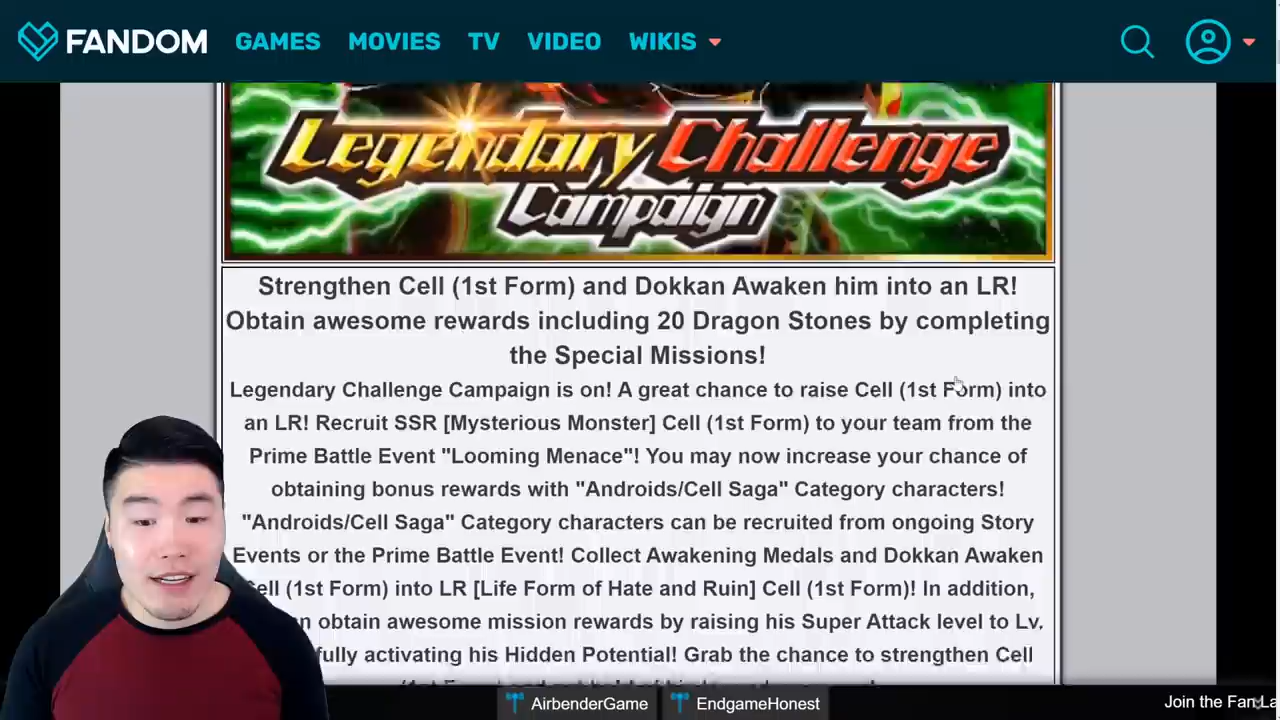 FANDOM GAMES MOVIES TV VIDEO WIKIS
Legendary Challenge
Campaign
Strengthen Cell (1st Form) and Dokkan Awaken him into an LR!
Obtain awesome rewards including 20 Dragon Stones by completing
the Special Missions!
Legendary Challenge Campaign is on! A great chance to raise Cell (1st Form) into
an LR! Recruit SSR [Mysterious Monster] Cell (1st Form) to your team from the
Prime Battle Event "Looming Menace"! You may now increase your chance of
obtaining bonus rewards with "Androids/Cell Saga" Category characters!
"Androids/Cell Saga" Category characters can be recruited from ongoing Story
Events or the Prime Battle Event! Collect Awakening Medals and Dokkan Awaken
Cell (1st Form) into LR [Life Form of Hate and Ruin] Cell (1st Form)! In addition,
obtain awesome mission rewards by raising his Super Attack level to Lv.
fully activating his Hidden Potential! Grab the chance to strengthen Cell
AirbenderGame EndgameHonest Join the Fan La